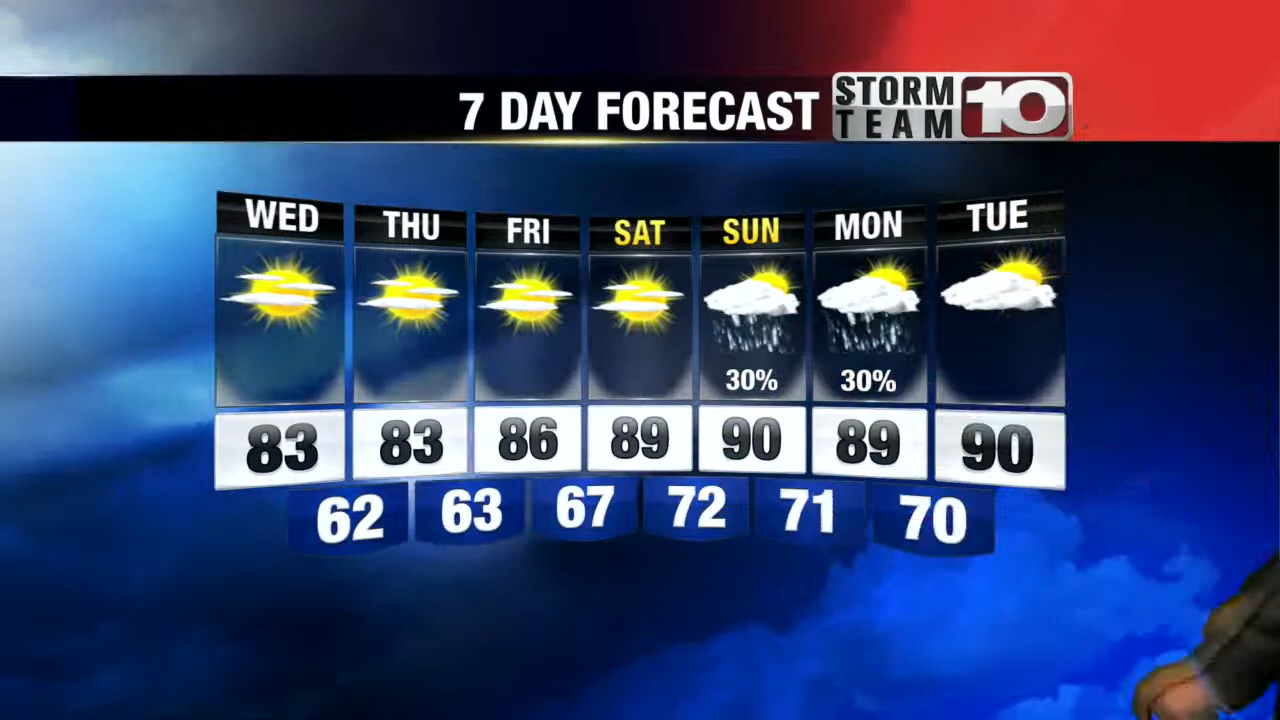 7 DAY FORECAST
STORM
TEAM
10
WED THU FRI SAT SUN MON TUE
30% 30%
83 83 86 89 90 89 90
62 63 67 72 71 70